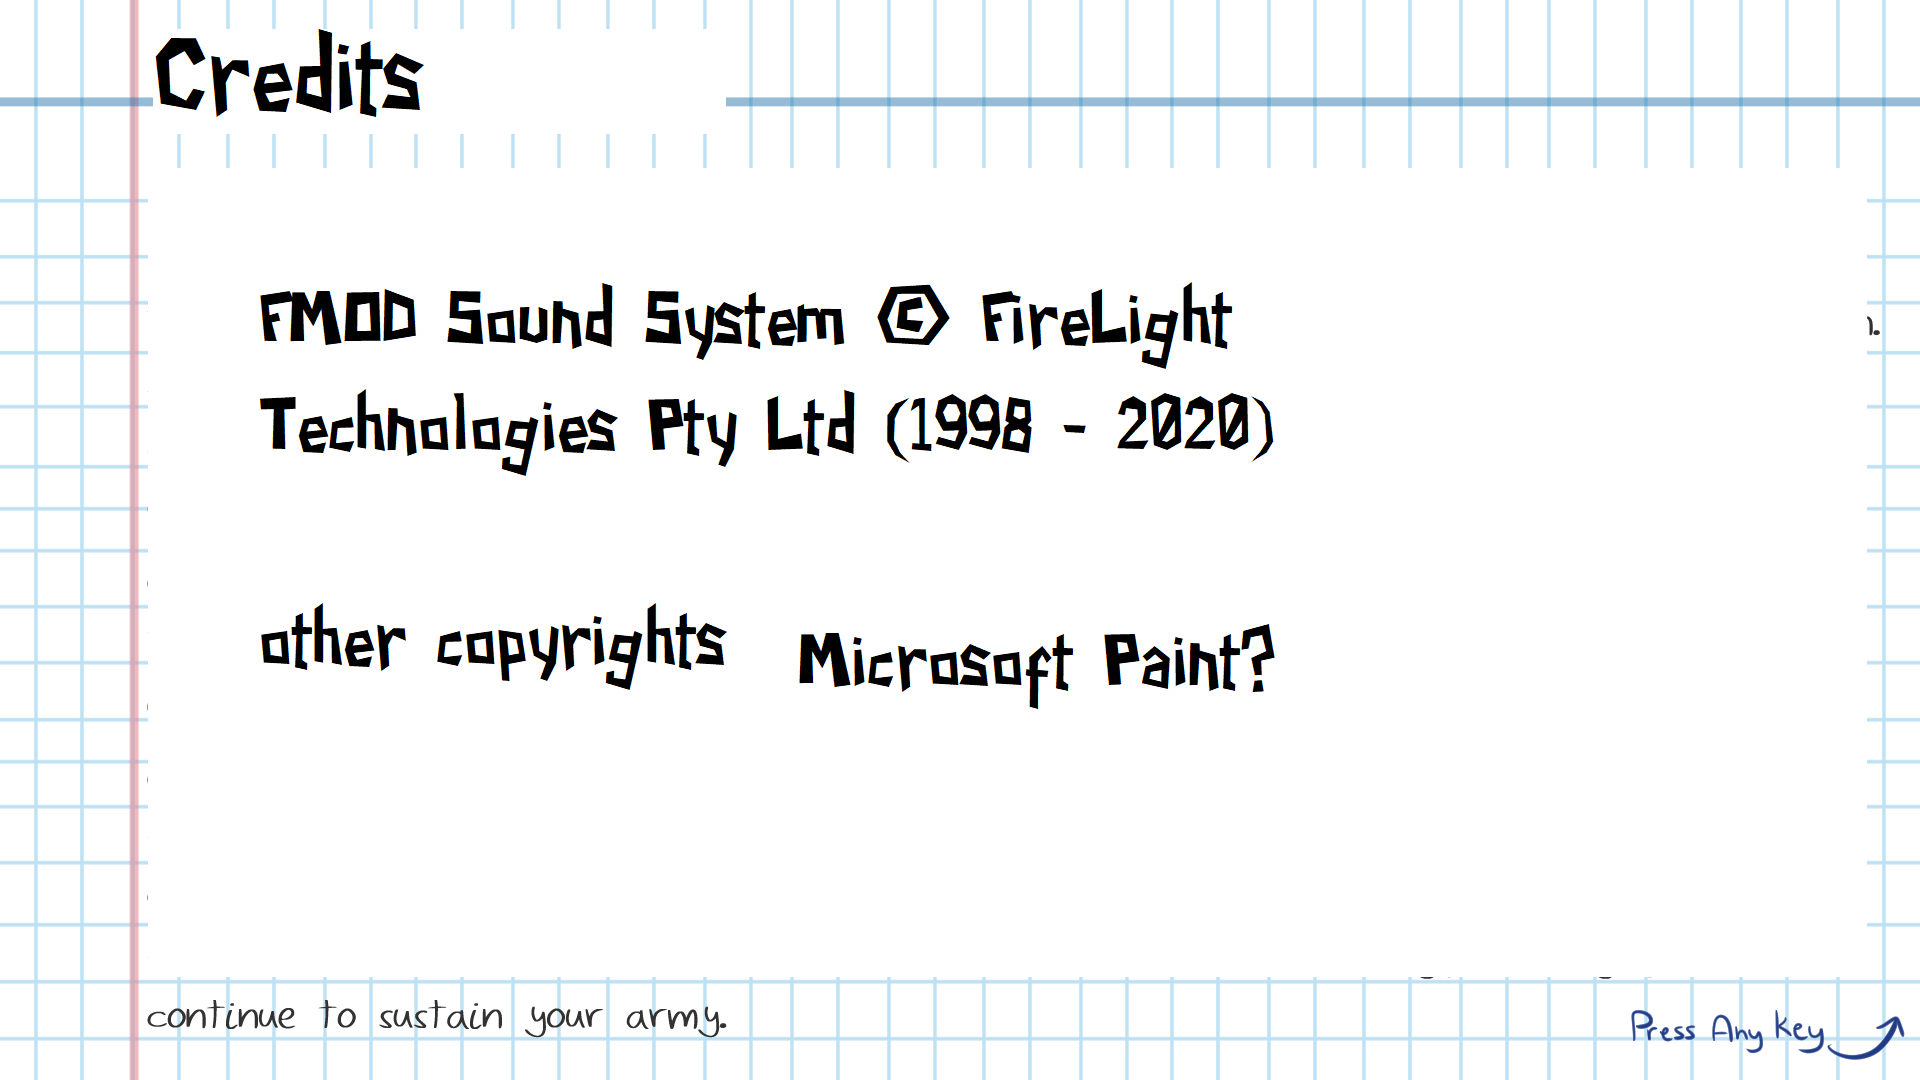 Credits
FMOD Sound System © FireLight
Technologies Pty Ltd (1998 - 2020)
other copyrights Microsoft Paint?
continue to sustain your army.
Press Any Key